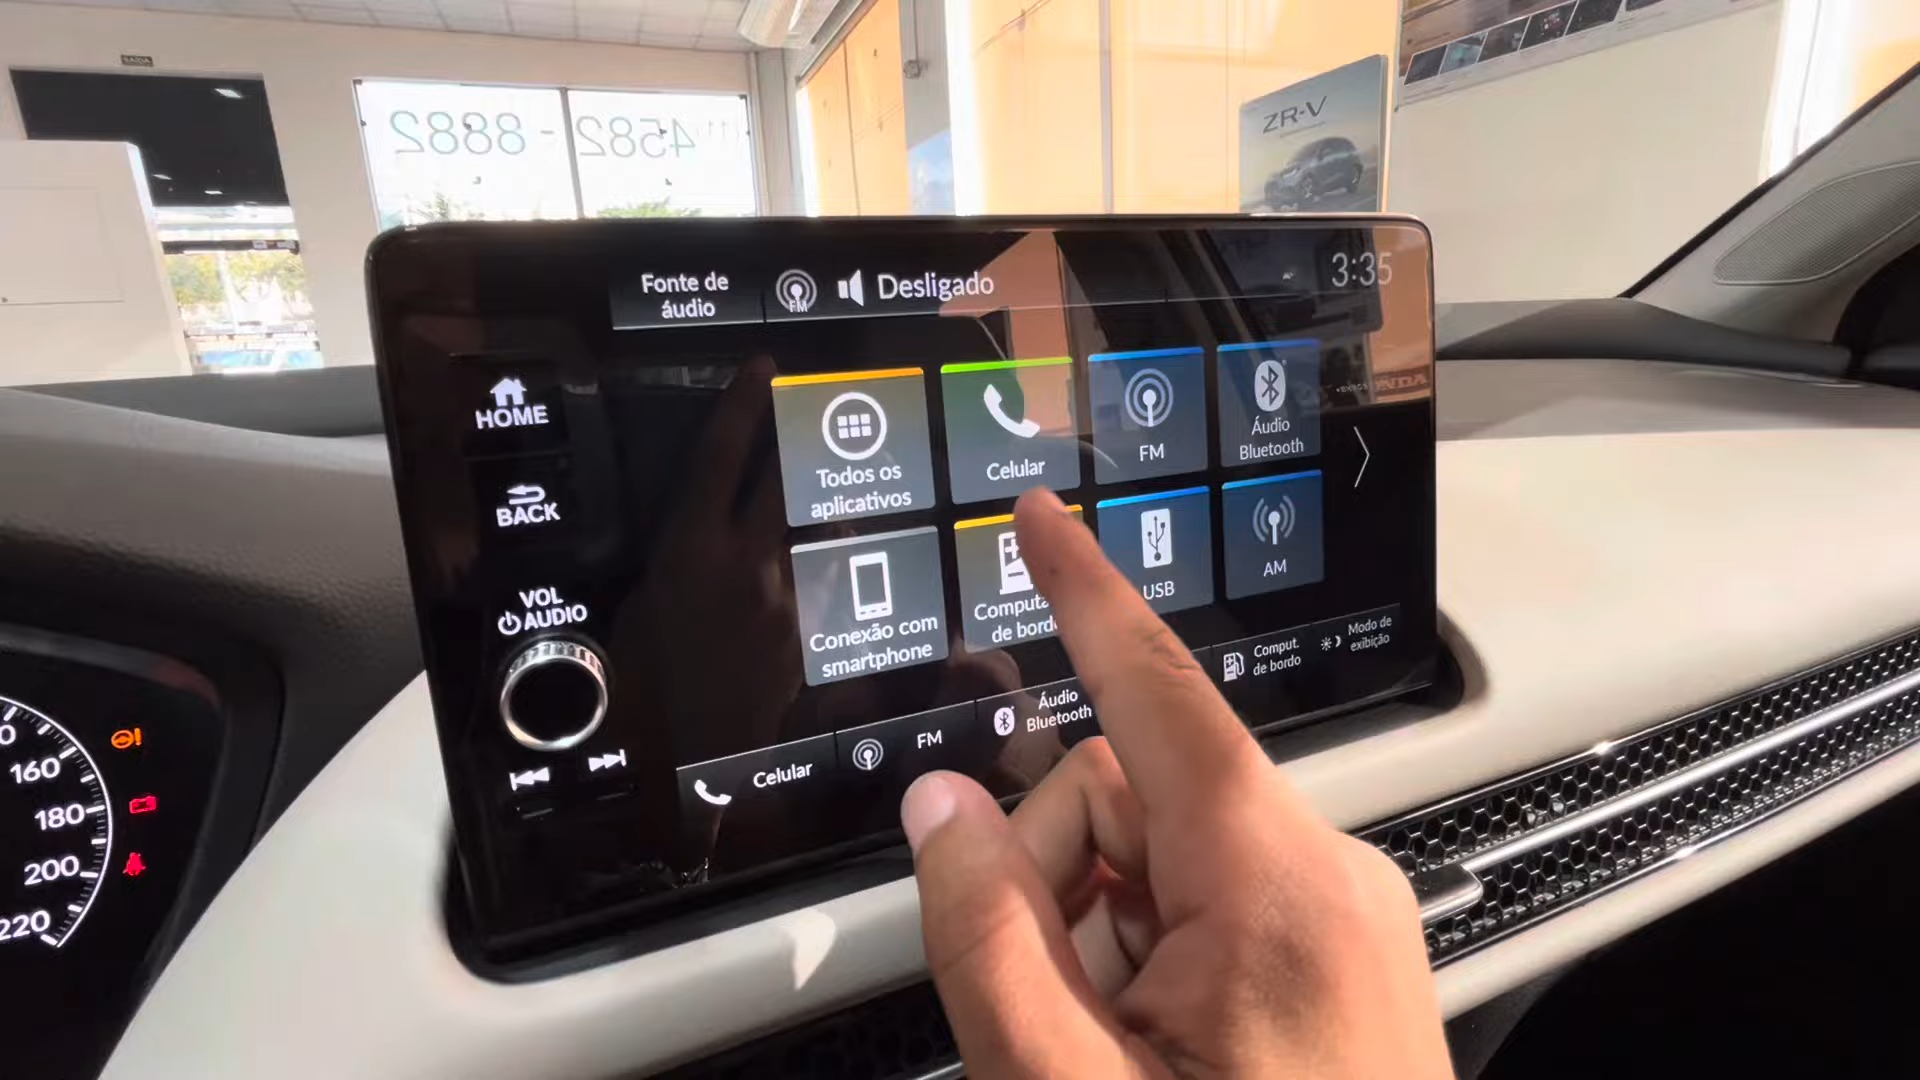 SAÍDA
4582-8882
ZR-V
Fonte de
áudio
FM
Desligado
3:35
HOME
BACK
VOL
AUDIO
Todos os
aplicativos
Celular
FM
Áudio
Bluetooth
Conexão com
smartphone
Computa
de bordo
USB
AM
Celular
FM
Áudio
Bluetooth
Comput.
de bordo
Modo de
exibição
160
180
200
220